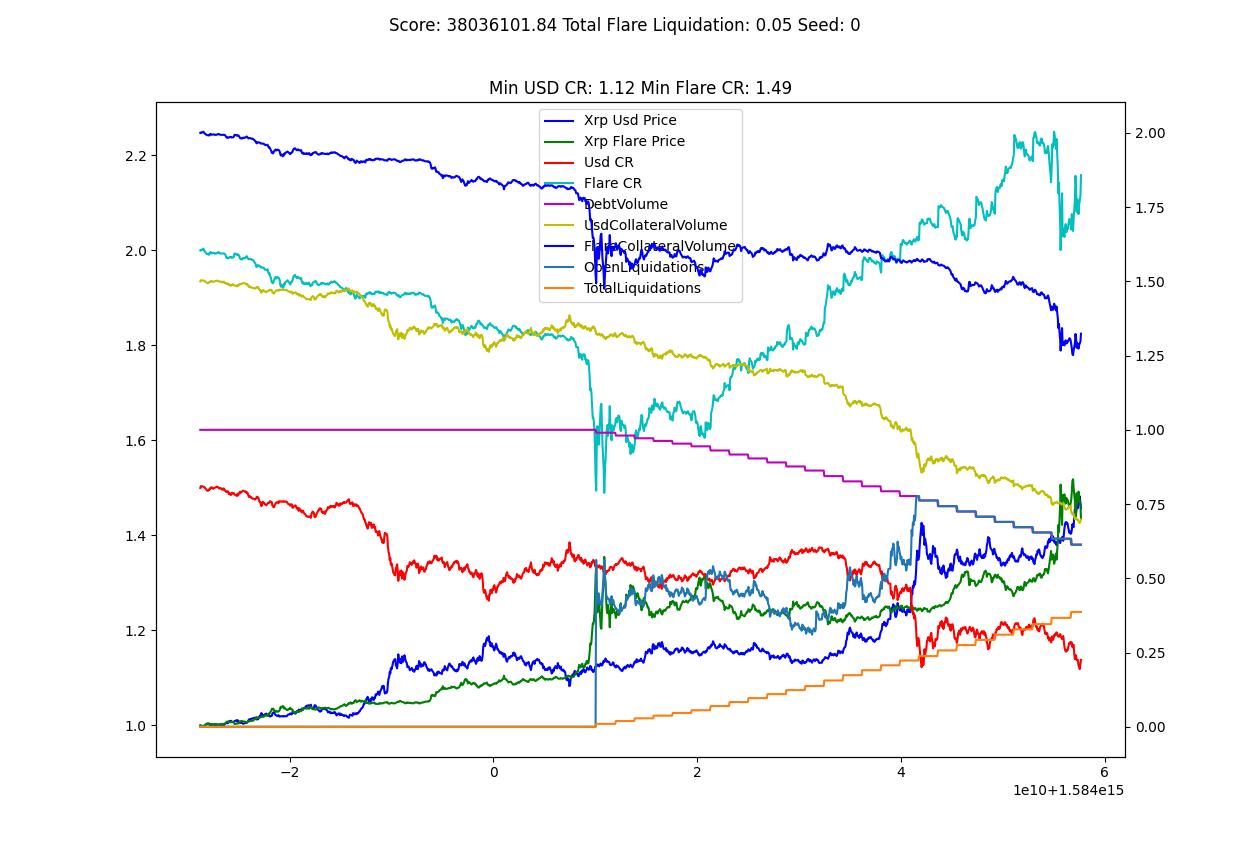 Score: 38036101.84 Total Flare Liquidation: 0.05 Seed: 0
Min USD CR: 1.12 Min Flare CR: 1.49
Xrp Usd Price
Xrp Flare Price
Usd CR
Flare CR
DebtVolume
UsdCollateralVolume
FlareCollateralVolume
OpenLiquidations
TotalLiquidations
2.2
2.0
1.8
1.6
1.4
1.2
1.0
2.00
1.75
1.50
1.25
1.00
0.75
0.50
0.25
0.00
−2 0 2 4 6
1e10+1.584e15